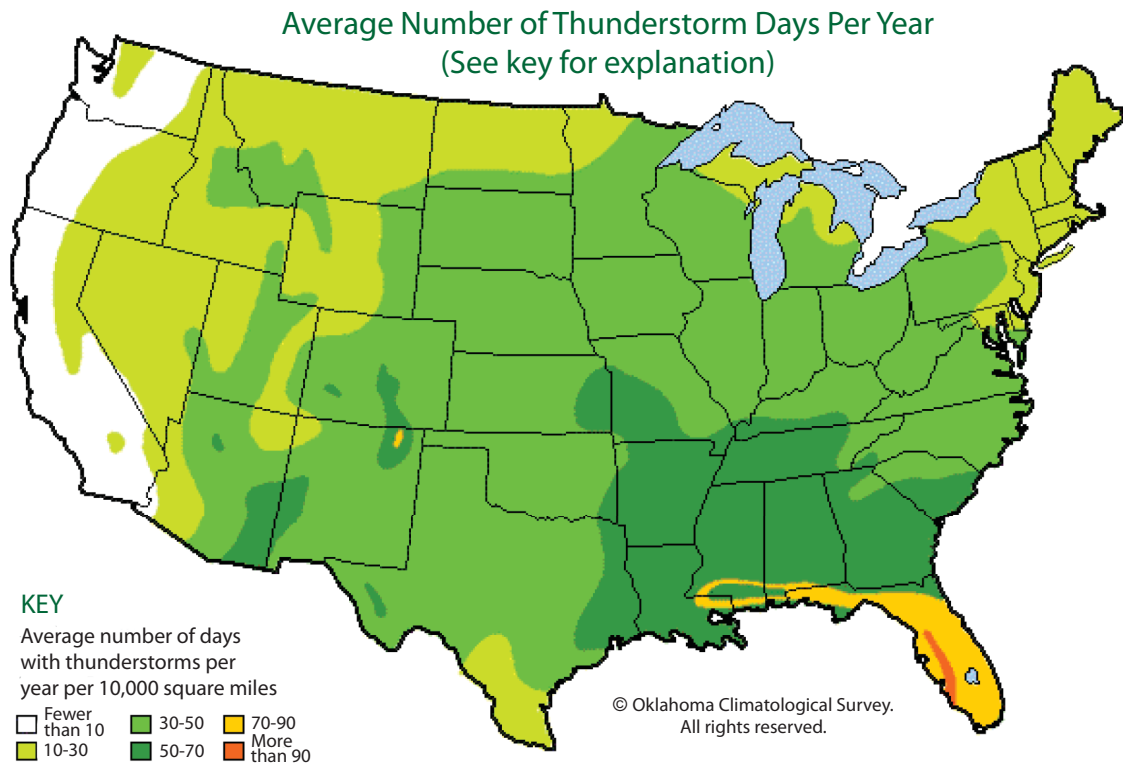 Average Number of Thunderstorm Days Per Year
(See key for explanation)
KEY
Average number of days
with thunderstorms per
year per 10,000 square miles
Fewer
than 10
10-30
30-50
50-70
70-90
More
than 90
© Oklahoma Climatological Survey.
All rights reserved.